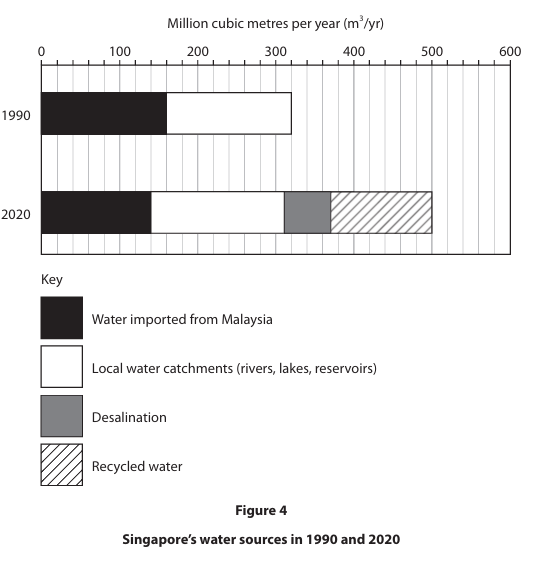 Million cubic metres per year (m³/yr)
0 100 200 300 400 500 600
1990
2020
Key
Water imported from Malaysia
Local water catchments (rivers, lakes, reservoirs)
Desalination
Recycled water
Figure 4
Singapore's water sources in 1990 and 2020